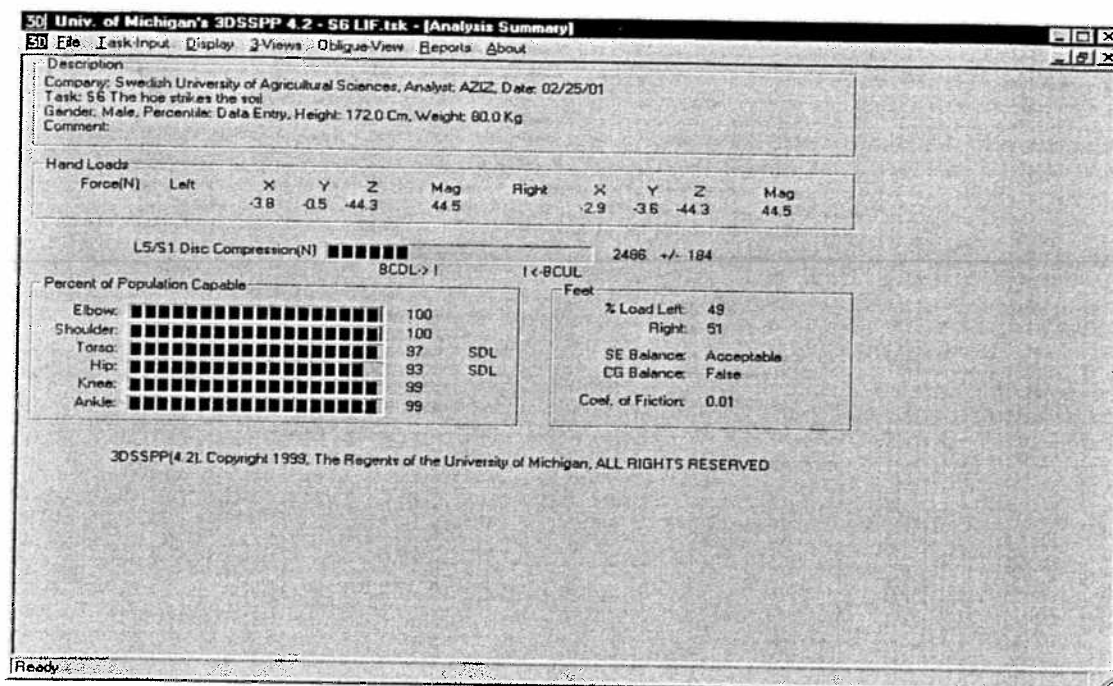 3D Univ. of Michigan's 3DSSPP 4.2 - S6 LIF.tsk - [Analysis Summary]
3D File Task-Input Display 3-Views Oblique-View Reports About
Description
Company: Swedish University of Agricultural Sciences, Analyst: AZIZ, Date: 02/25/01
Task: S6 The hoe strikes the soil
Gender: Male, Percentile: Data Entry, Height: 172.0 Cm, Weight: 80.0 Kg
Comment:
Hand Loads
Force(N) Left X Y Z Mag Right X Y Z Mag
-3.8 -0.5 -44.3 44.5 -2.9 -3.6 -44.3 44.5
L5/S1 Disc Compression(N) 2486 +/- 184
BCDL->| |<-BCUL
Percent of Population Capable
Elbow: 100
Shoulder: 100
Torso: 97 SDL
Hip: 93 SDL
Knee: 99
Ankle: 99
Feet
% Load Left: 49
Right: 51
SE Balance: Acceptable
CG Balance: False
Coef. of Friction: 0.01
3DSSPP(4.2). Copyright 1999, The Regents of the University of Michigan, ALL RIGHTS RESERVED
Ready